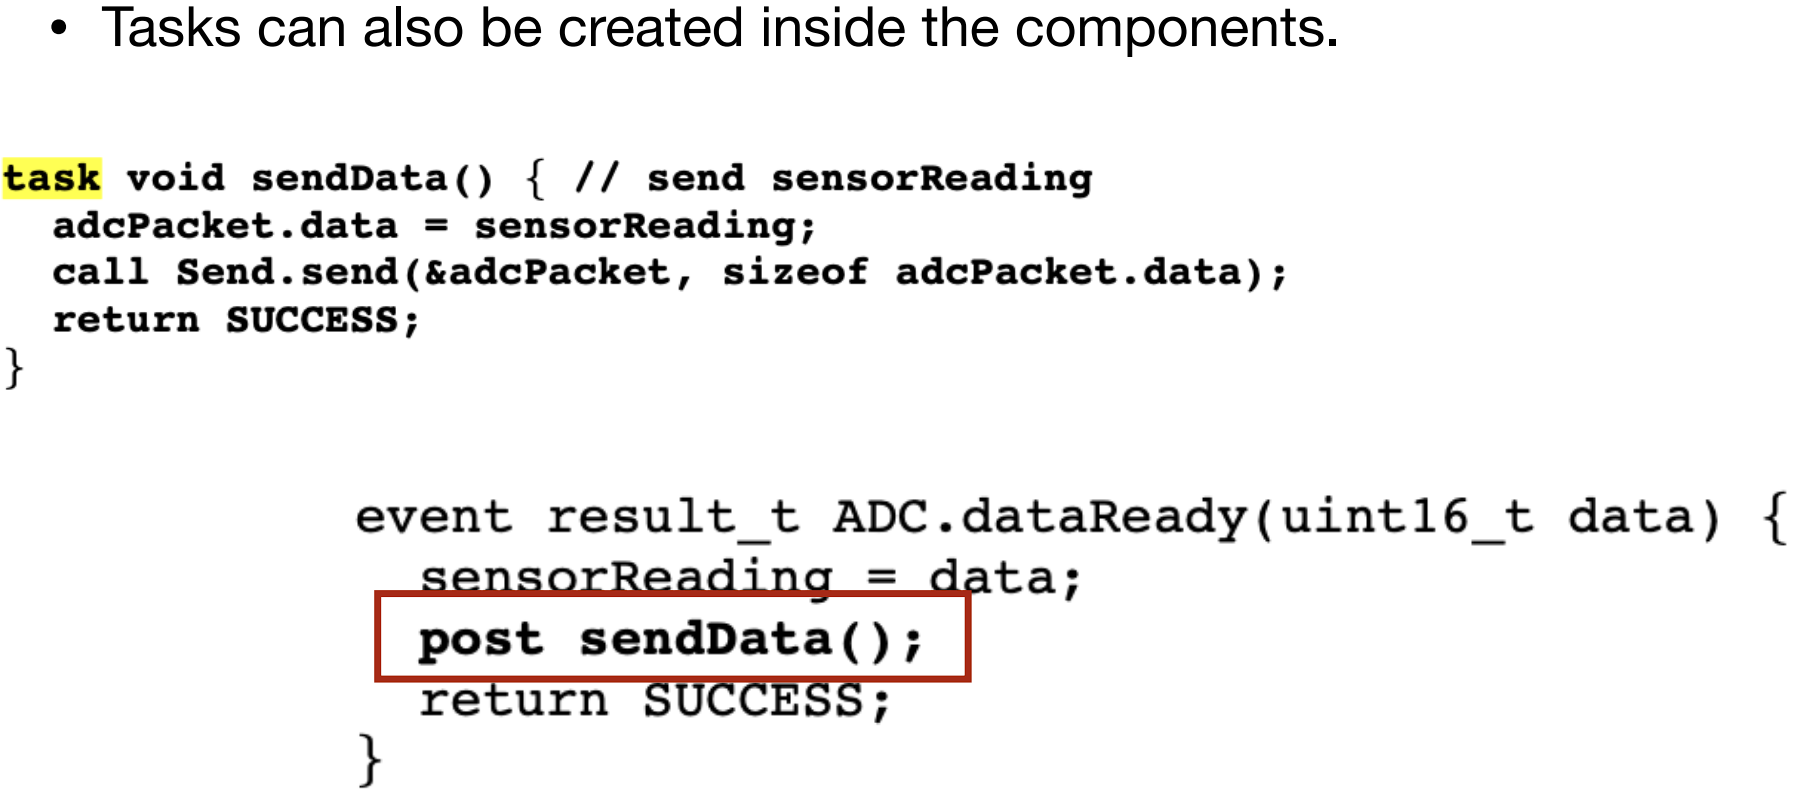 • Tasks can also be created inside the components.
task void sendData() { // send sensorReading
adcPacket.data = sensorReading;
call Send.send(&adcPacket, sizeof adcPacket.data);
return SUCCESS;
}
event result_t ADC.dataReady(uint16_t data) {
sensorReading = data;
post sendData();
return SUCCESS;
}